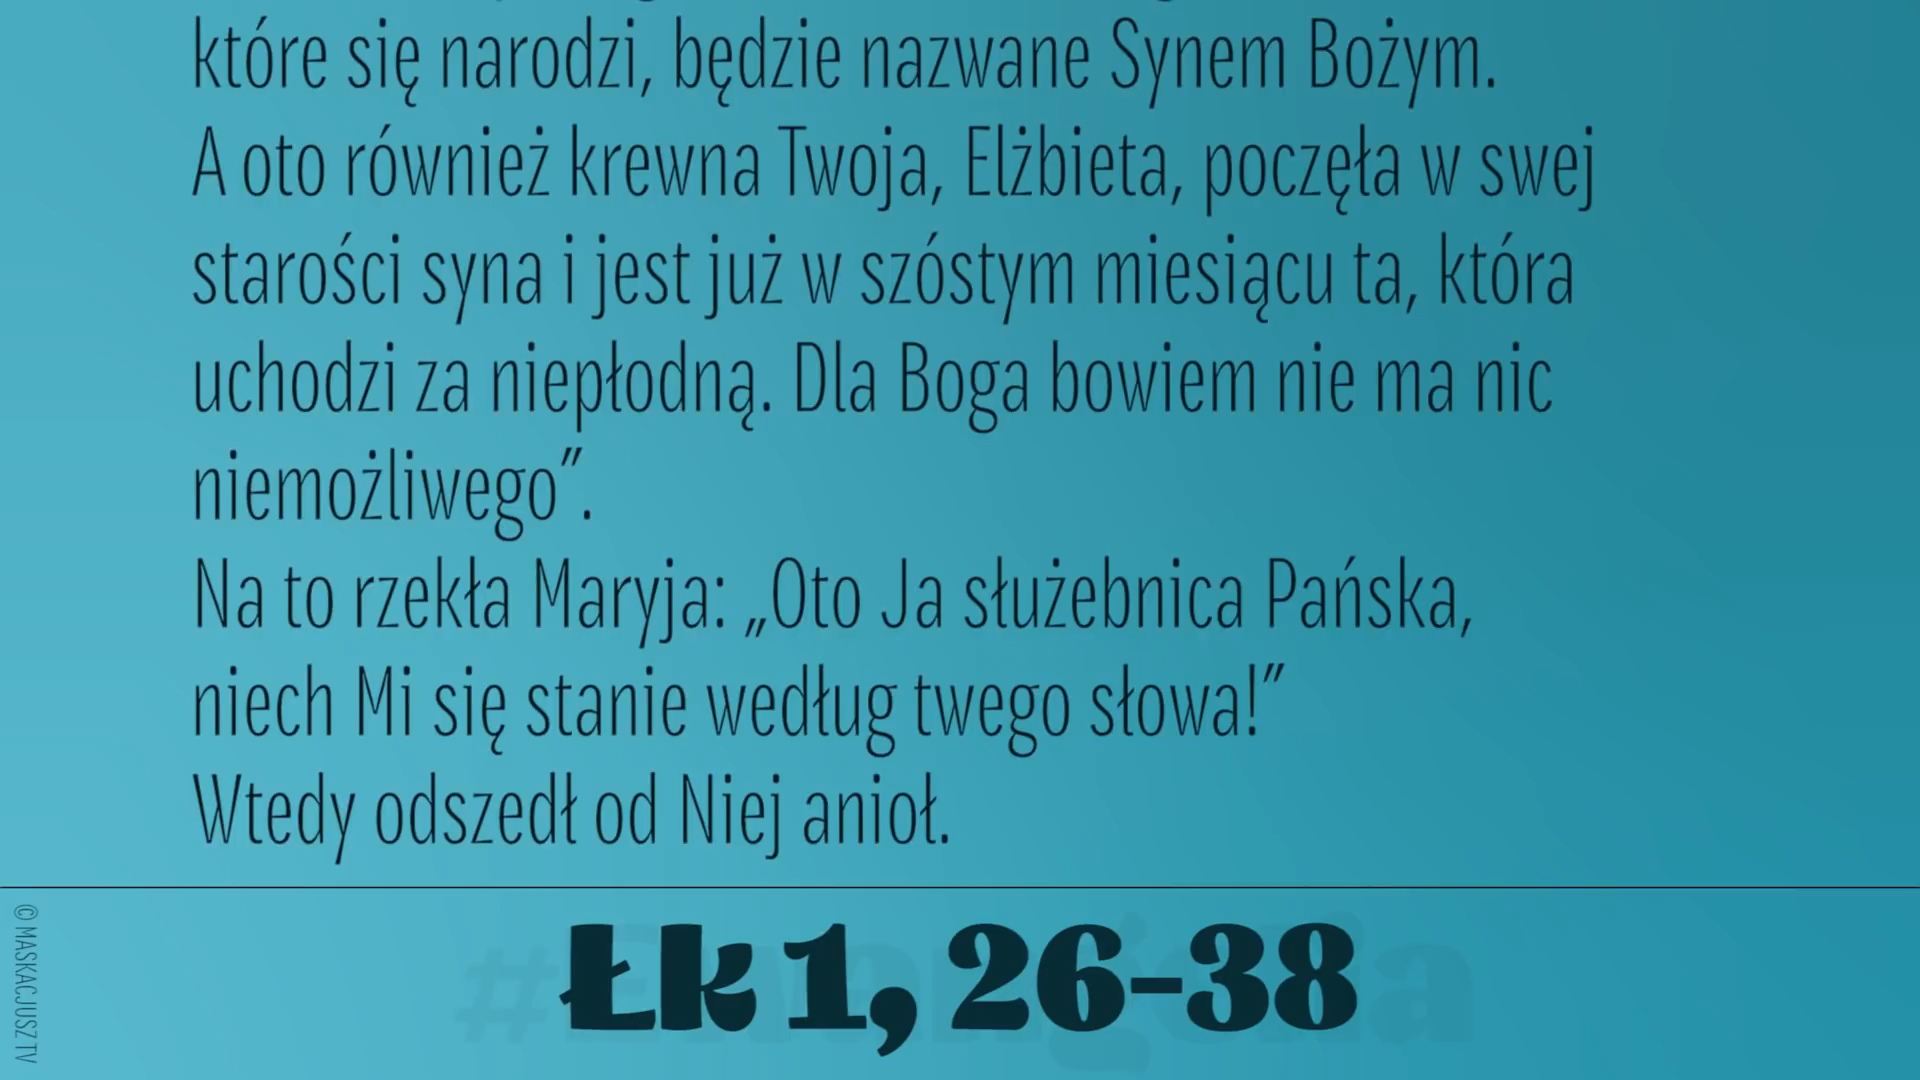 które się narodzi, będzie nazwane Synem Bożym.
A oto również krewna Twoja, Elżbieta, poczęła w swej
starości syna i jest już w szóstym miesiącu ta, która
uchodzi za niepłodną. Dla Boga bowiem nie ma nic
niemożliwego”.
Na to rzekła Maryja: „Oto Ja służebnica Pańska,
niech Mi się stanie według twego słowa!”
Wtedy odszedł od Niej anioł.
#Ewangelia
Łk 1, 26-38
© MASKACJUSZ TV